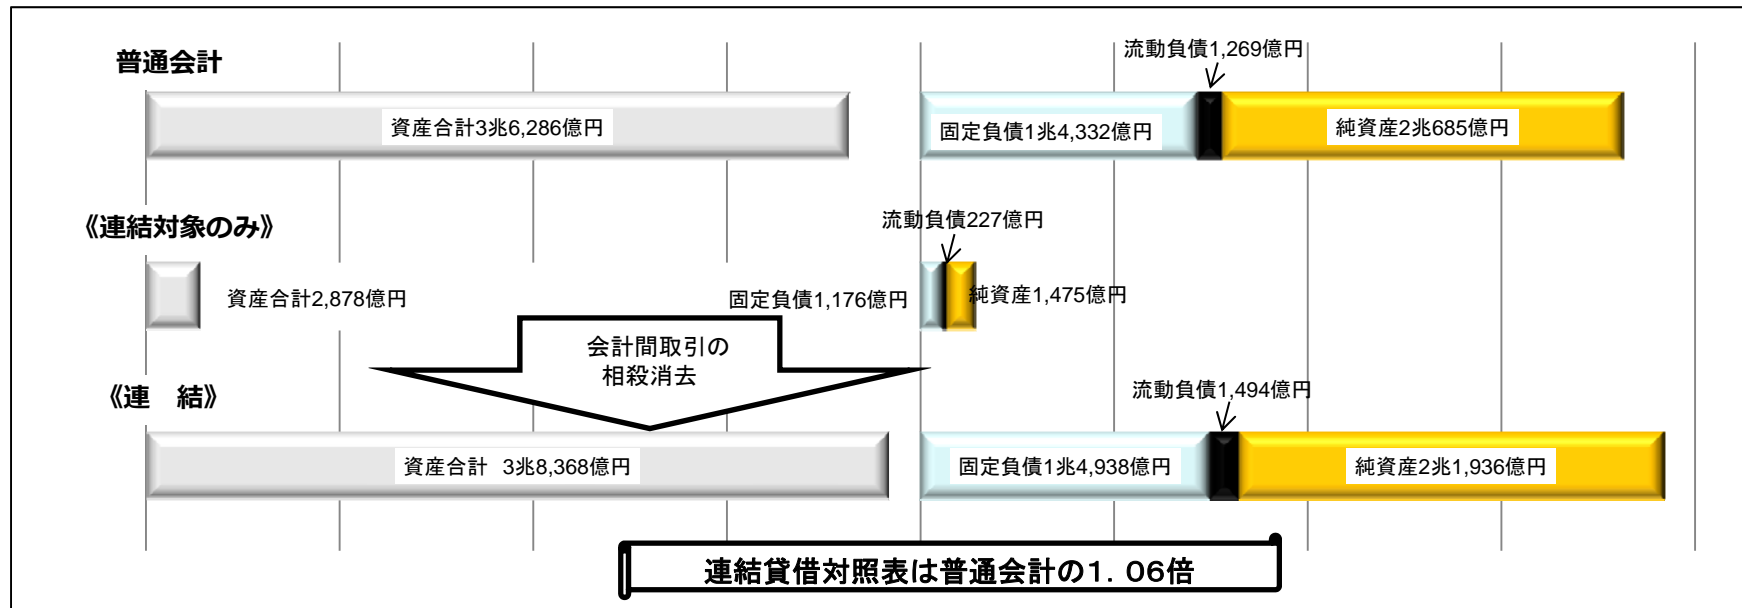 普通会計
流動負債1,269億円
資産合計3兆6,286億円
固定負債1兆4,332億円
純資産2兆685億円
《連結対象のみ》
流動負債227億円
資産合計2,878億円
固定負債1,176億円
純資産1,475億円
会計間取引の
相殺消去
《連　結》
流動負債1,494億円
資産合計　3兆8,368億円
固定負債1兆4,938億円
純資産2兆1,936億円
連結貸借対照表は普通会計の1．06倍